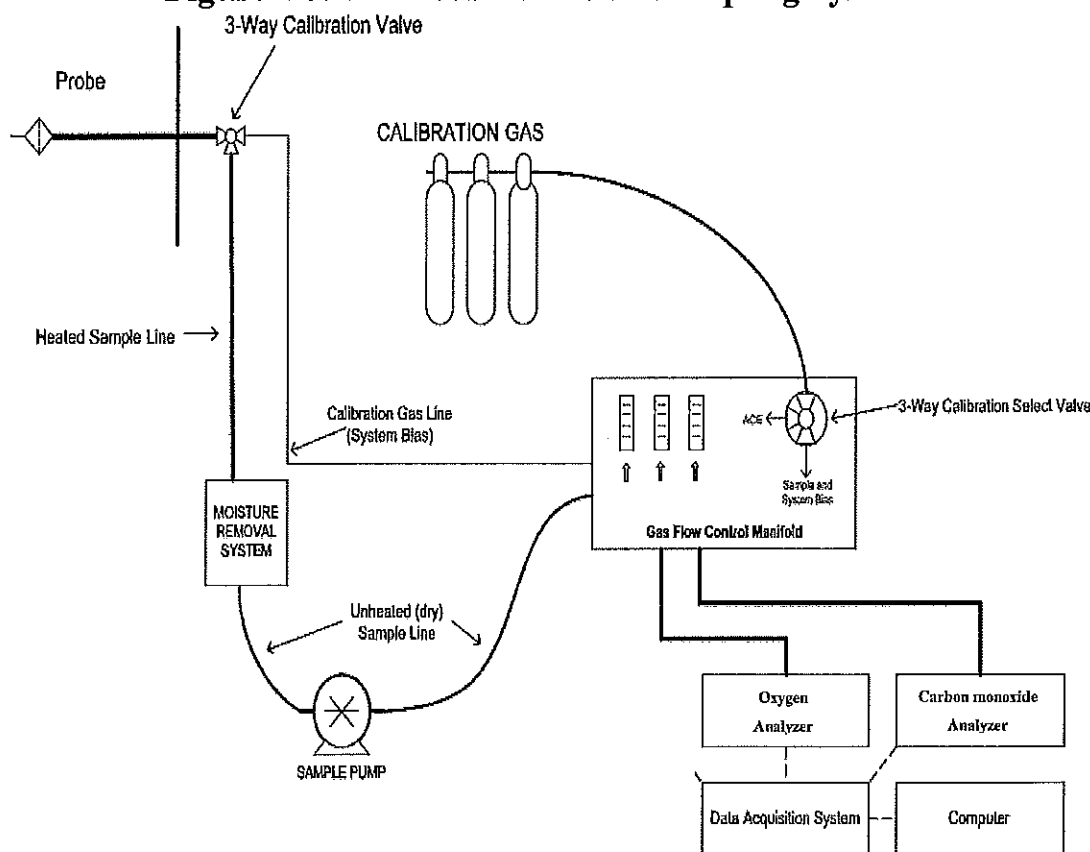 3-Way Calibration Valve
Probe
CALIBRATION GAS
Heated Sample Line
Calibration Gas Line
(System Bias)
ACE
3-Way Calibration Select Valve
Sample and
System Bias
Gas Flow Control Manifold
MOISTURE
REMOVAL
SYSTEM
Unheated (dry)
Sample Line
SAMPLE PUMP
Oxygen
Analyzer
Carbon monoxide
Analyzer
Data Acquisition System
Computer